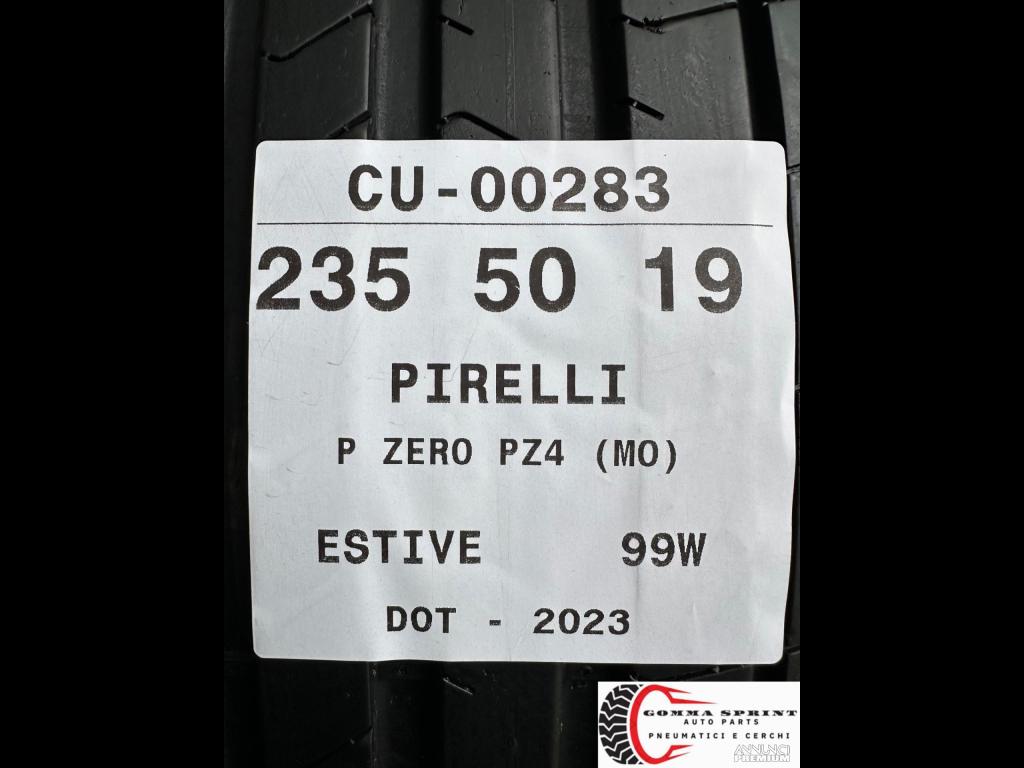 CU-00283
235 50 19
PIRELLI
P ZERO PZ4 (MO)
ESTIVE 99W
DOT - 2023
GOMMA SPRINT
AUTO PARTS
PNEUMATICI E CERCHI
ANNUNCI
PREMIUM